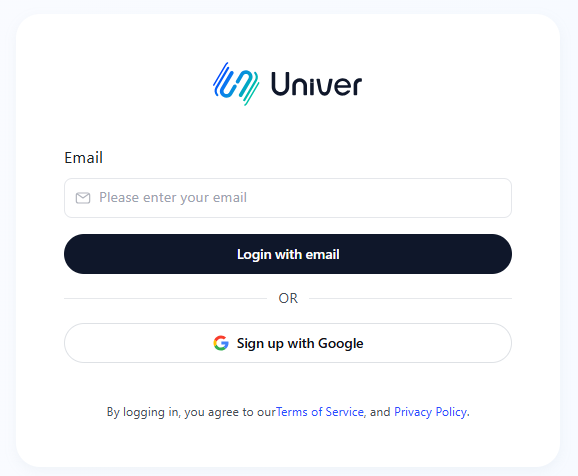 Univer
Email
Please enter your email
Login with email
OR
Sign up with Google
By logging in, you agree to ourTerms of Service, and Privacy Policy.